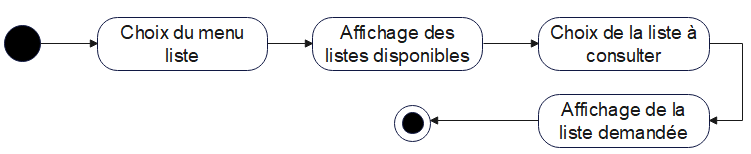 Choix du menu
liste
Affichage des
listes disponibles
Choix de la liste à
consulter
Affichage de la
liste demandée